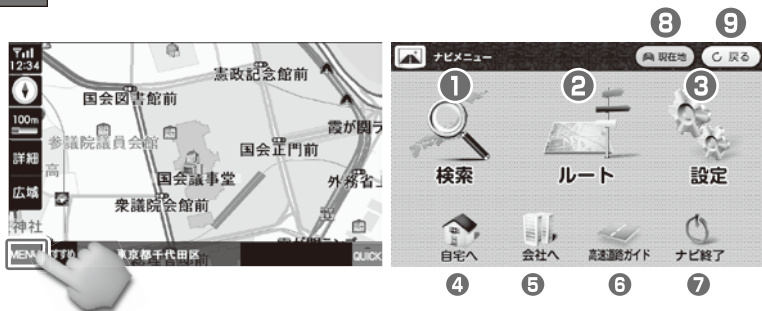 12:34
100m
詳細
広域
MENU
憲政記念館前
国会図書館前
参議院議員会館
国会正門前
霞が関
高
国会議事堂
外務省
衆議院会館前
神社
東京都千代田区
QUICK
8
9
ナビメニュー
現在地
戻る
1
2
3
検索
ルート
設定
自宅へ
会社へ
高速道路ガイド
ナビ終了
4
5
6
7